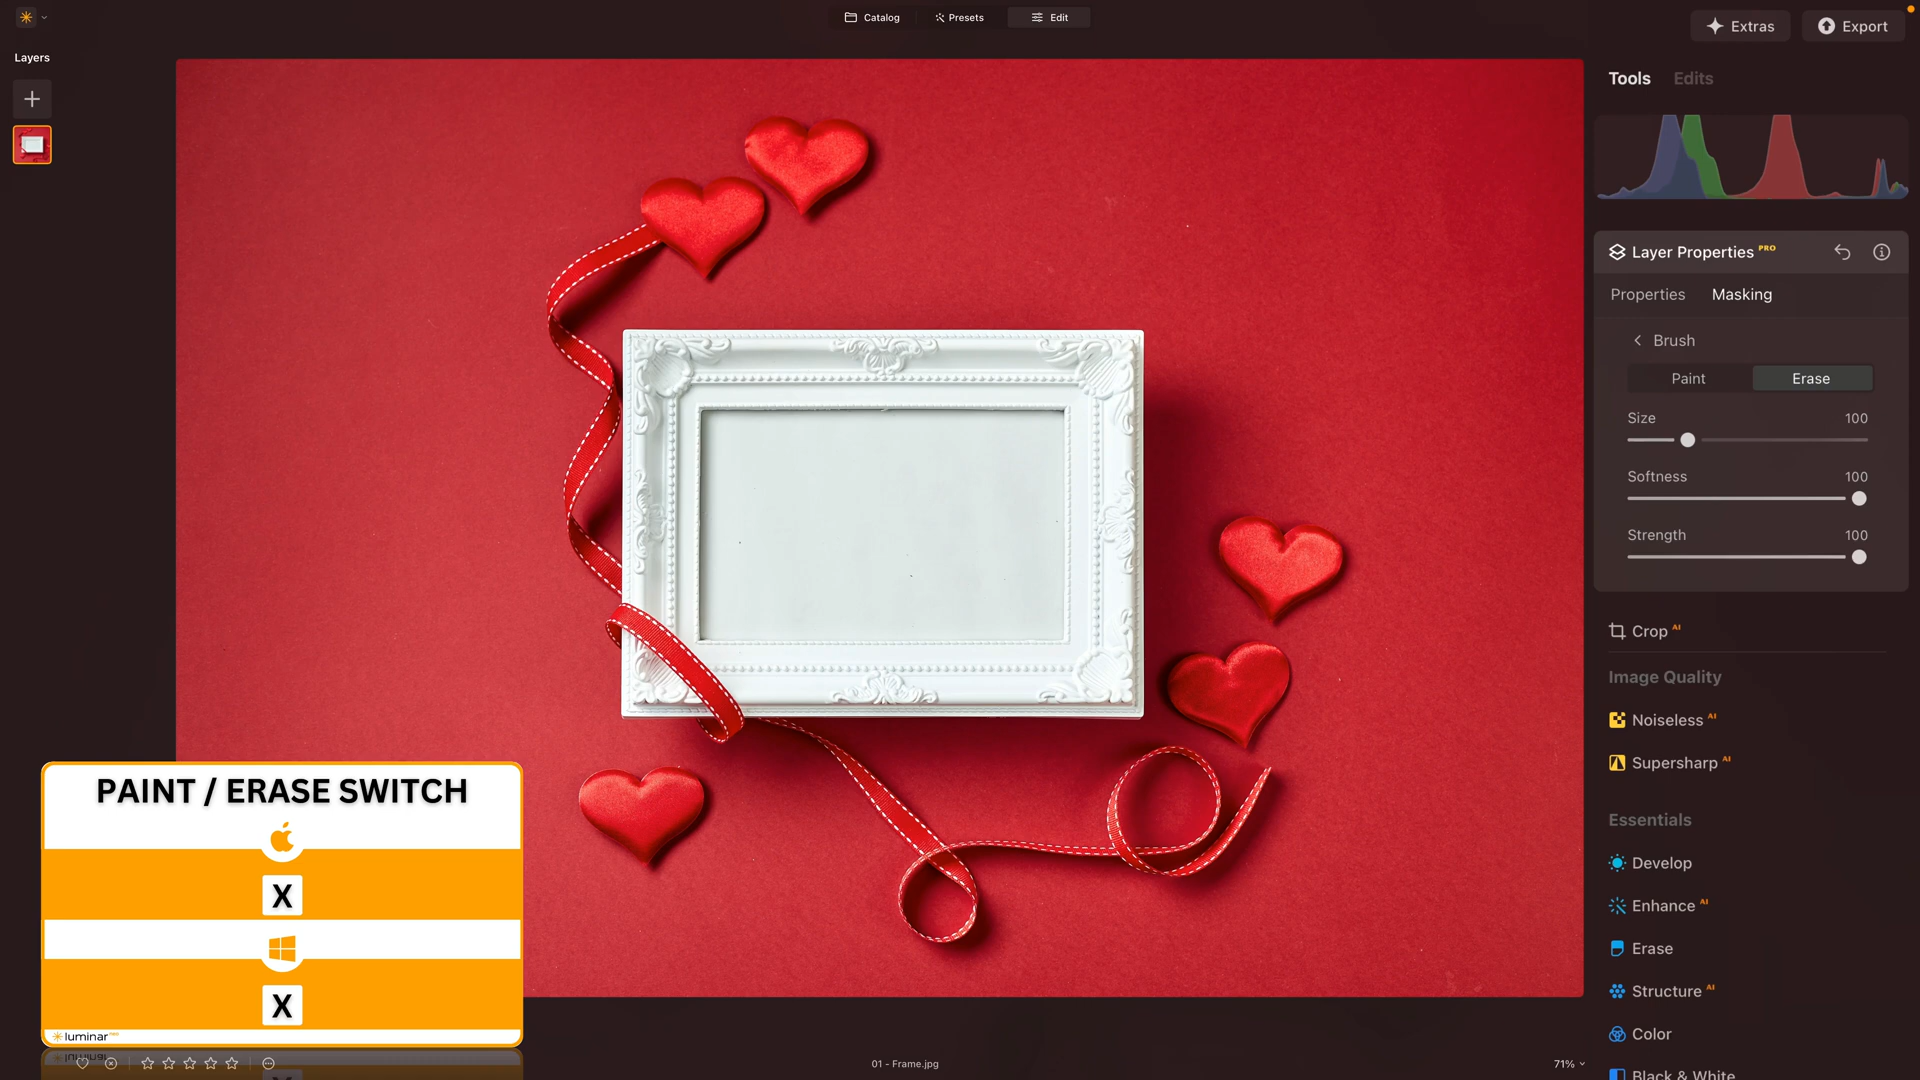 Catalog
Presets
Edit
Extras
Export
Layers
Tools
Edits
Layer Properties PRO
Properties
Masking
Brush
Paint
Erase
Size 100
Softness 100
Strength 100
Crop AI
Image Quality
Noiseless AI
Supersharp AI
Essentials
Develop
Enhance AI
Erase
Structure AI
Color
Black & White
PAINT / ERASE SWITCH
X
X
luminar neo
01 - Frame.jpg
71%